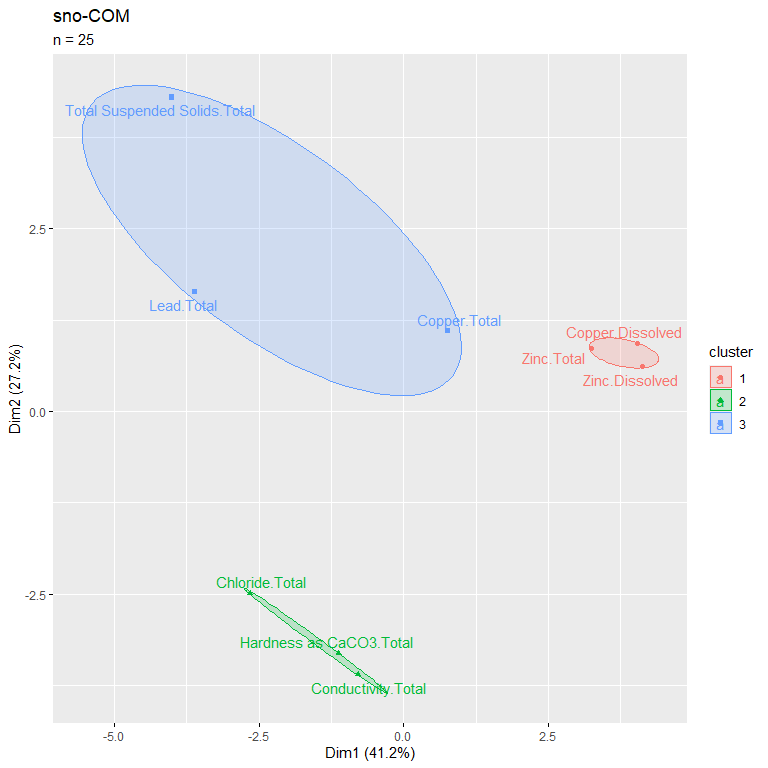 sno-COM
n = 25
Total Suspended Solids.Total
2.5
Lead.Total
Copper.Total
Copper.Dissolved
Zinc.Total
Zinc.Dissolved
cluster
a 1
a 2
a 3
Dim2 (27.2%)
0.0
Chloride.Total
-2.5
Hardness as CaCO3.Total
Conductivity.Total
-5.0 -2.5 0.0 2.5
Dim1 (41.2%)